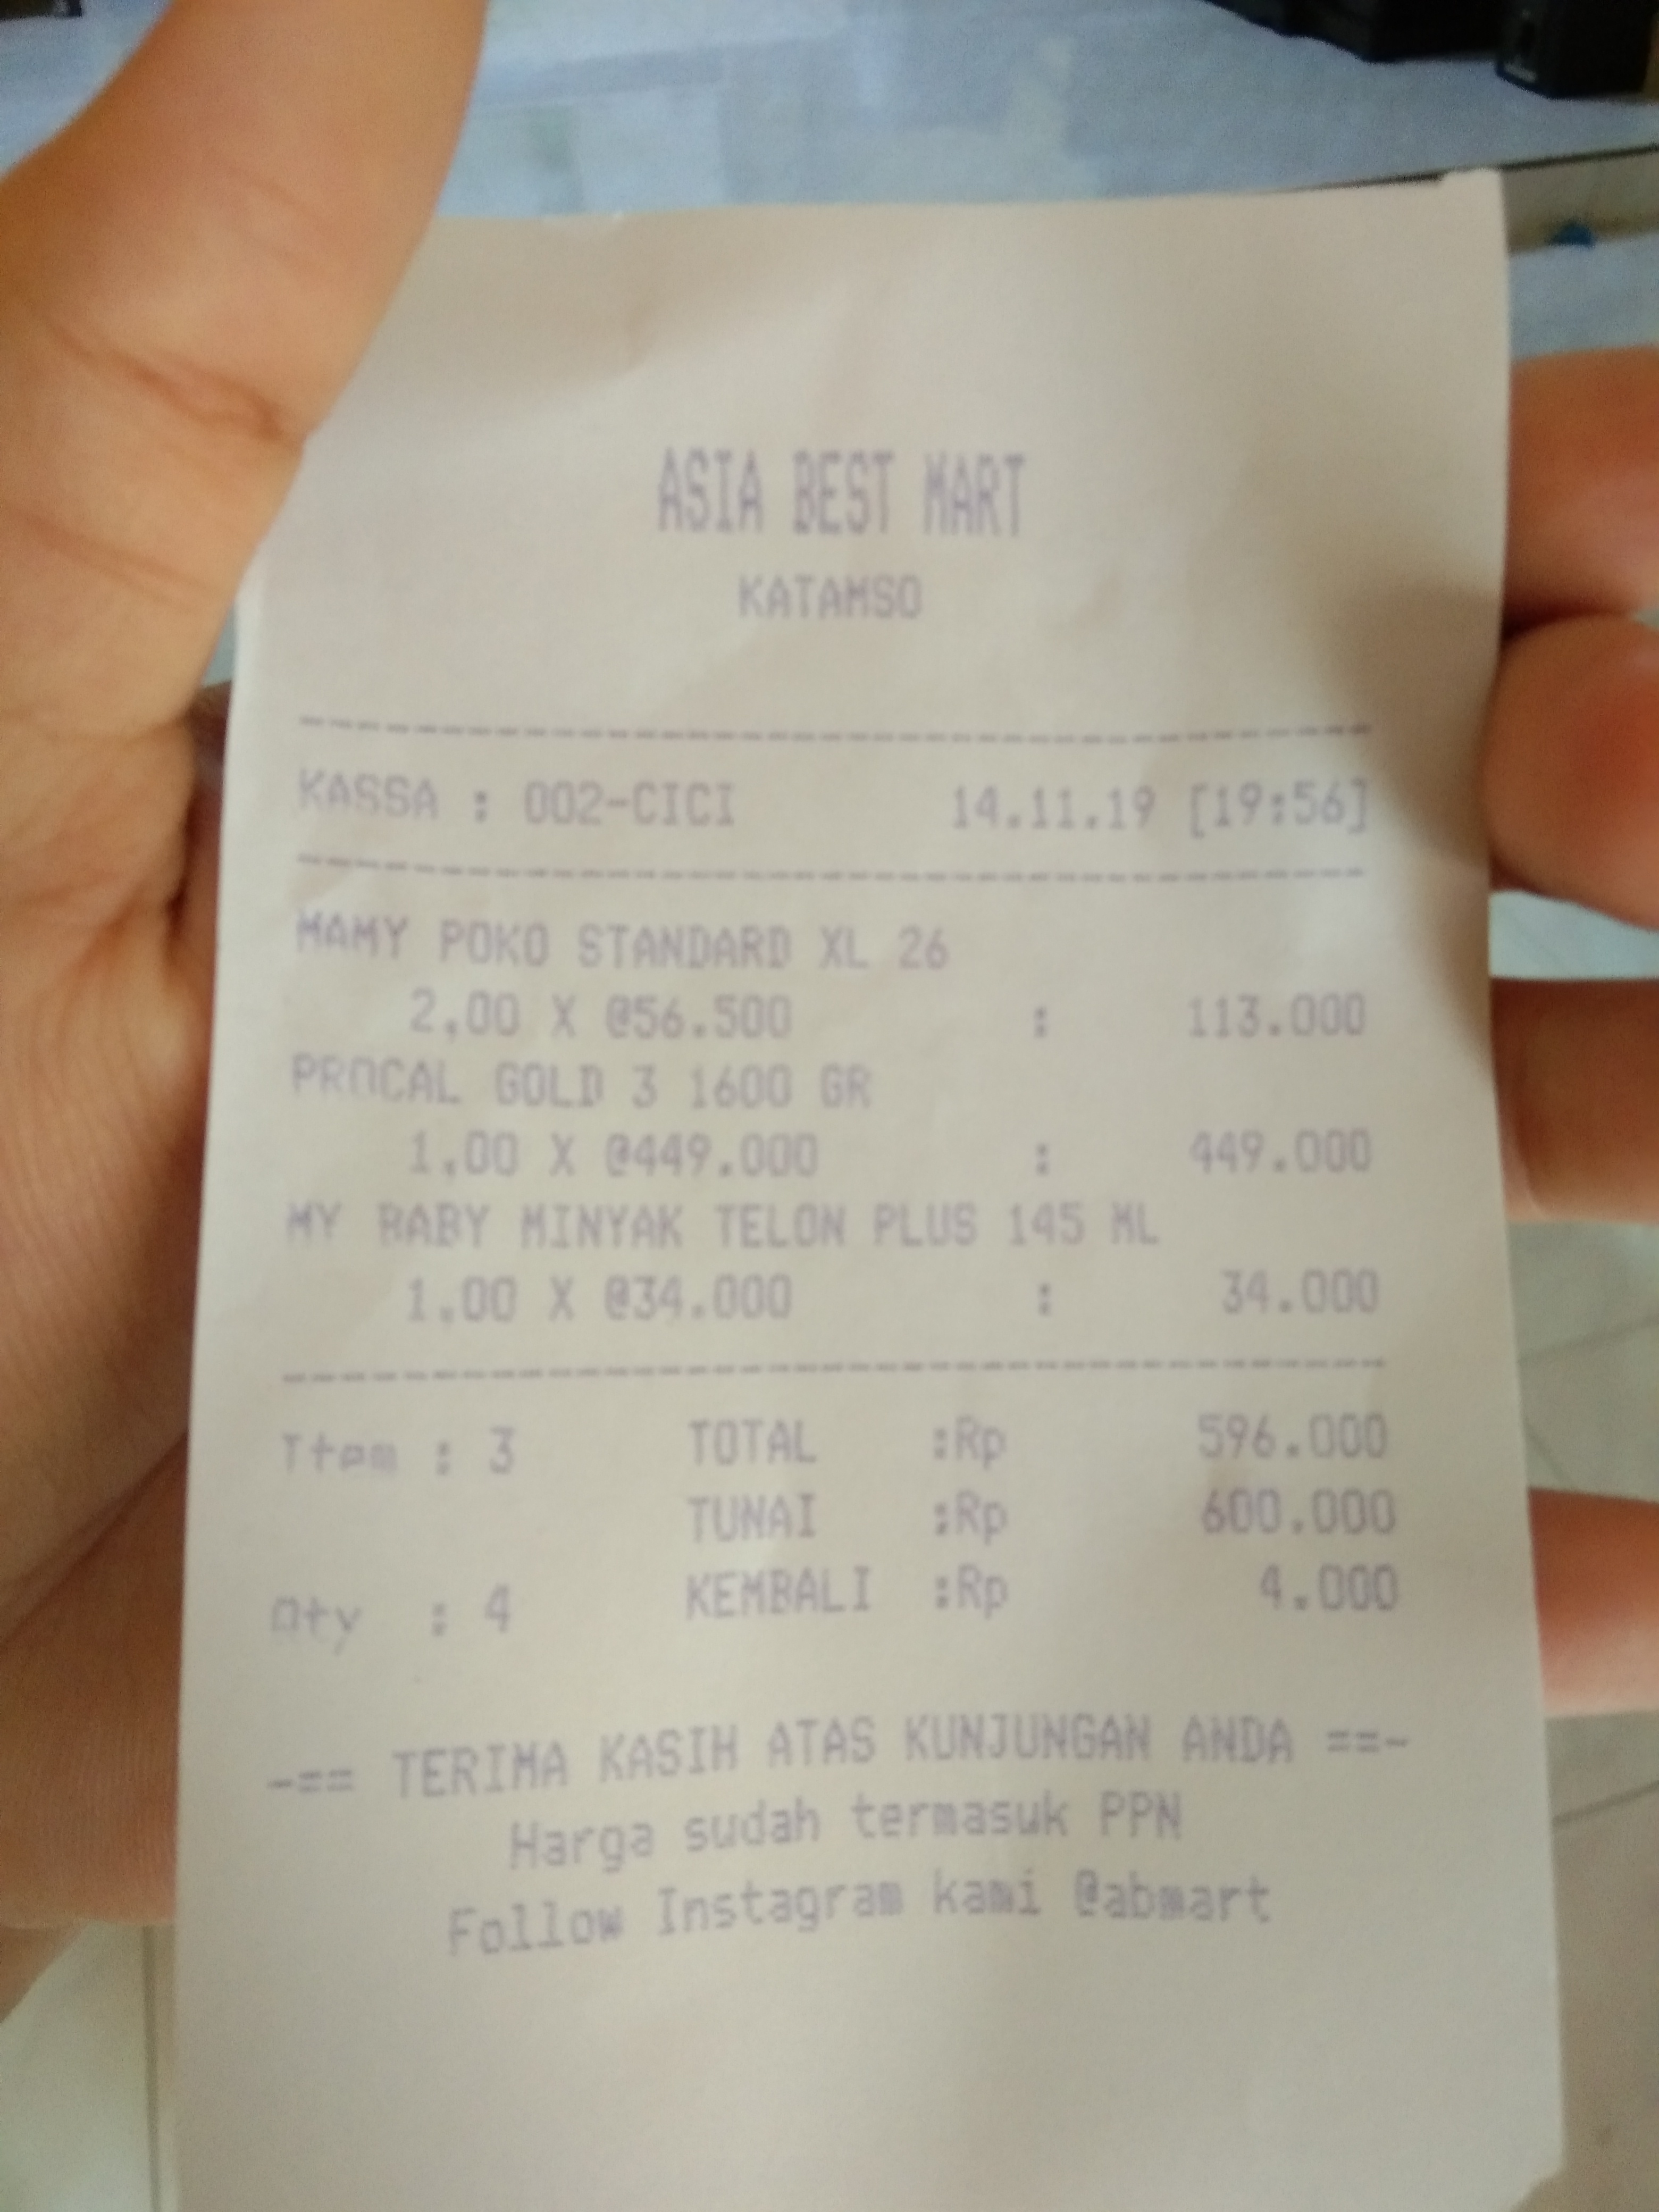 ASIA BEST MART
KATAMSO
KASSA : 002-CICI 14.11.19 [19:56]
MAMY POKO STANDARD XL 26
2,00 X @56.500 : 113.000
PROCAL GOLD 3 1600 GR
1,00 X @449.000 : 449.000
MY BABY MINYAK TELON PLUS 145 ML
1,00 X @34.000 : 34.000
Item : 3 TOTAL :Rp 596.000
TUNAI :Rp 600.000
Qty : 4 KEMBALI :Rp 4.000
-== TERIMA KASIH ATAS KUNJUNGAN ANDA ==-
Harga sudah termasuk PPN
Follow Instagram kami @abmart